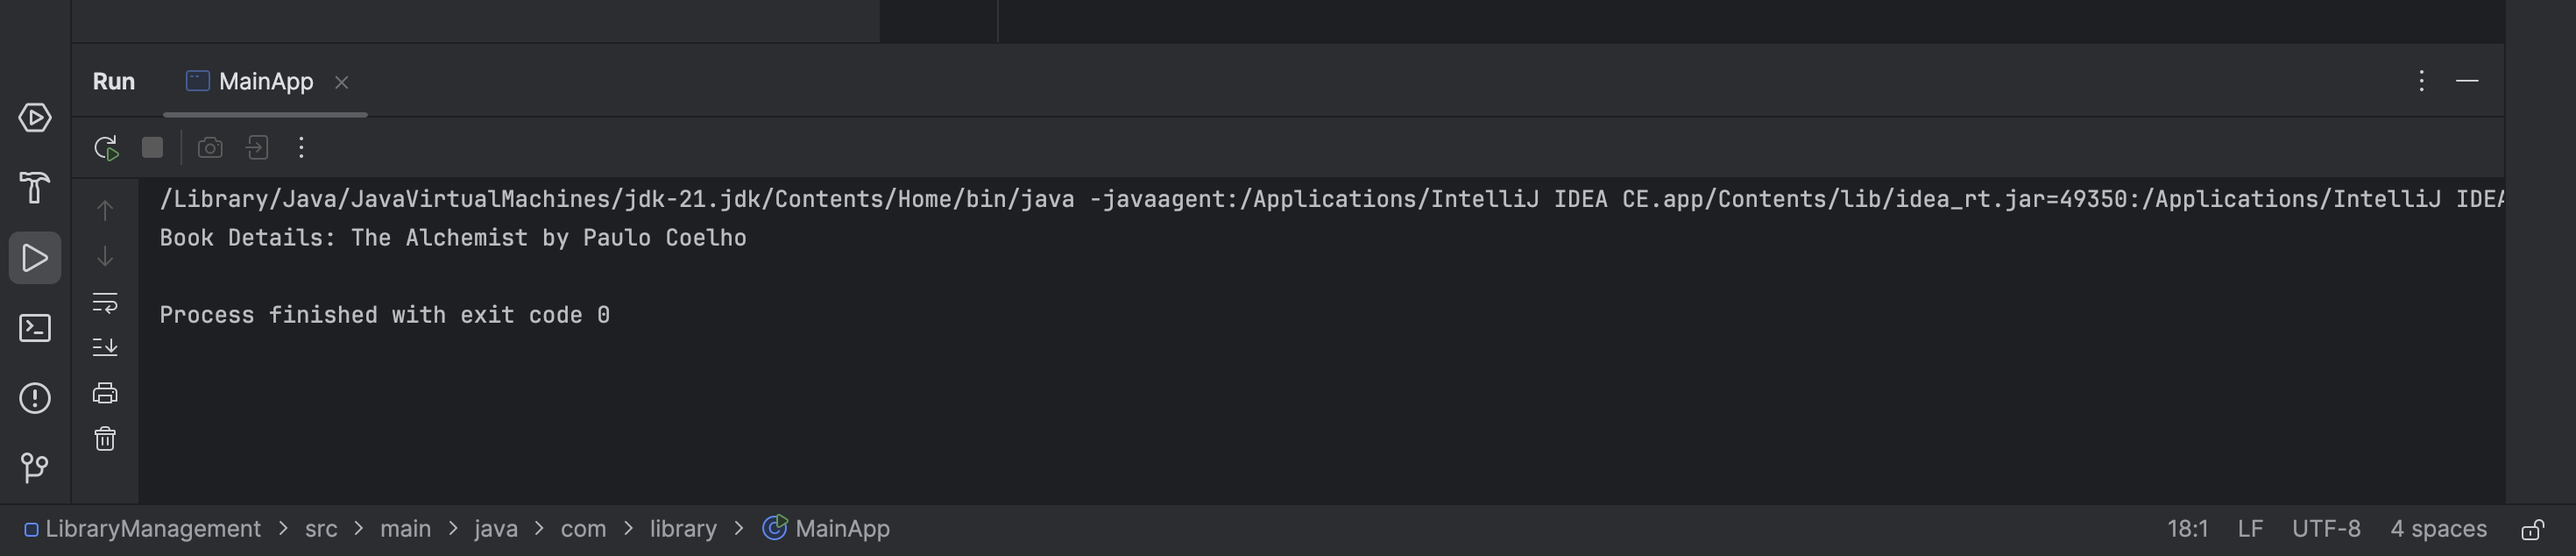 Run MainApp
/Library/Java/JavaVirtualMachines/jdk-21.jdk/Contents/Home/bin/java -javaagent:/Applications/IntelliJ IDEA CE.app/Contents/lib/idea_rt.jar=49350:/Applications/IntelliJ IDEA
Book Details: The Alchemist by Paulo Coelho
Process finished with exit code 0
LibraryManagement > src > main > java > com > library > MainApp 18:1 LF UTF-8 4 spaces